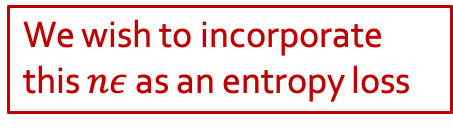 We wish to incorporate
this nϵ as an entropy loss